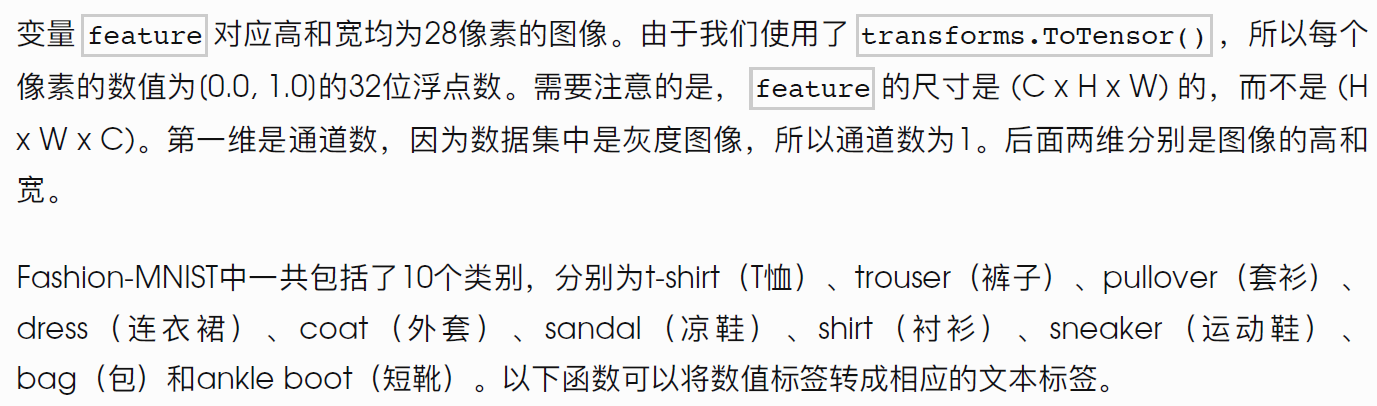 变量 feature 对应高和宽均为28像素的图像。由于我们使用了 transforms.ToTensor() ，所以每个
像素的数值为(0.0, 1.0)的32位浮点数。需要注意的是， feature 的尺寸是 (C x H x W) 的，而不是 (H
x W x C)。第一维是通道数，因为数据集中是灰度图像，所以通道数为1。后面两维分别是图像的高和
宽。
Fashion-MNIST中一共包括了10个类别，分别为t-shirt（T恤）、trouser（裤子）、pullover（套衫）、
dress（连衣裙）、coat（外套）、sandal（凉鞋）、shirt（衬衫）、sneaker（运动鞋）、
bag（包）和ankle boot（短靴）。以下函数可以将数值标签转成相应的文本标签。